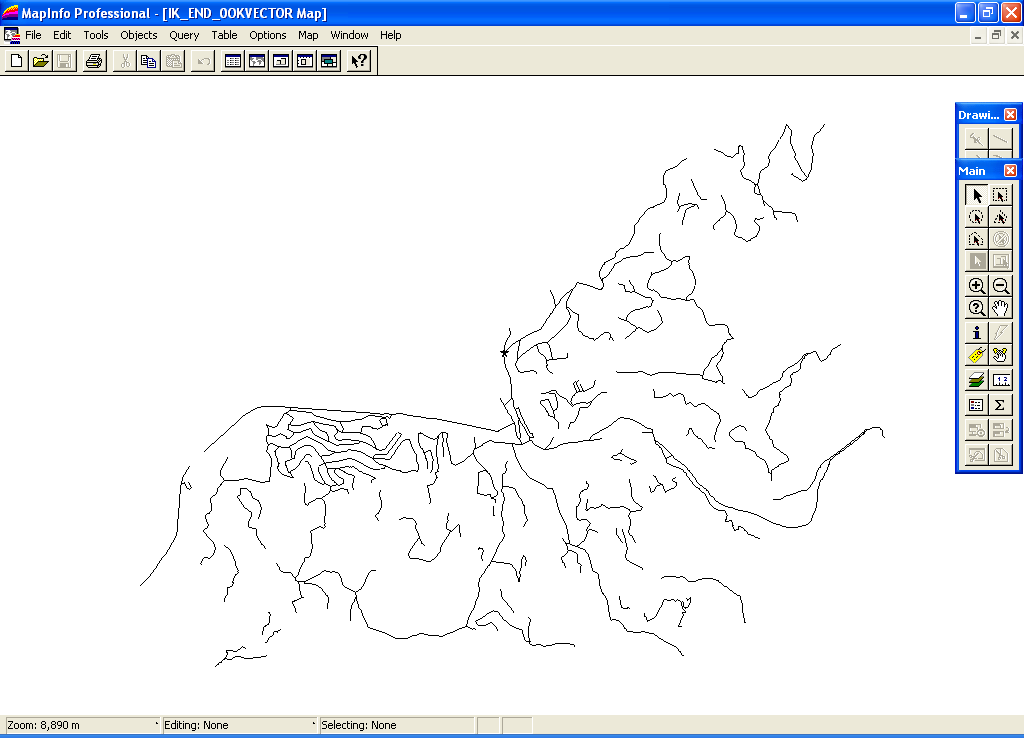 MapInfo Professional - [IK_END_OOKVECTOR Map]
File Edit Tools Objects Query Table Options Map Window Help
Drawi...
Main
Zoom: 8,890 m Editing: None Selecting: None